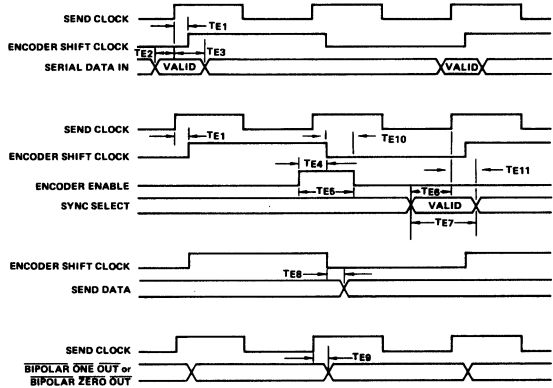 SEND CLOCK
TE1
ENCODER SHIFT CLOCK
TE2
TE3
SERIAL DATA IN
VALID
VALID
SEND CLOCK
TE1
TE10
ENCODER SHIFT CLOCK
TE4
TE11
ENCODER ENABLE
TE5
TE6
SYNC SELECT
VALID
TE7
ENCODER SHIFT CLOCK
TE8
SEND DATA
SEND CLOCK
TE9
BIPOLAR ONE OUT or
BIPOLAR ZERO OUT